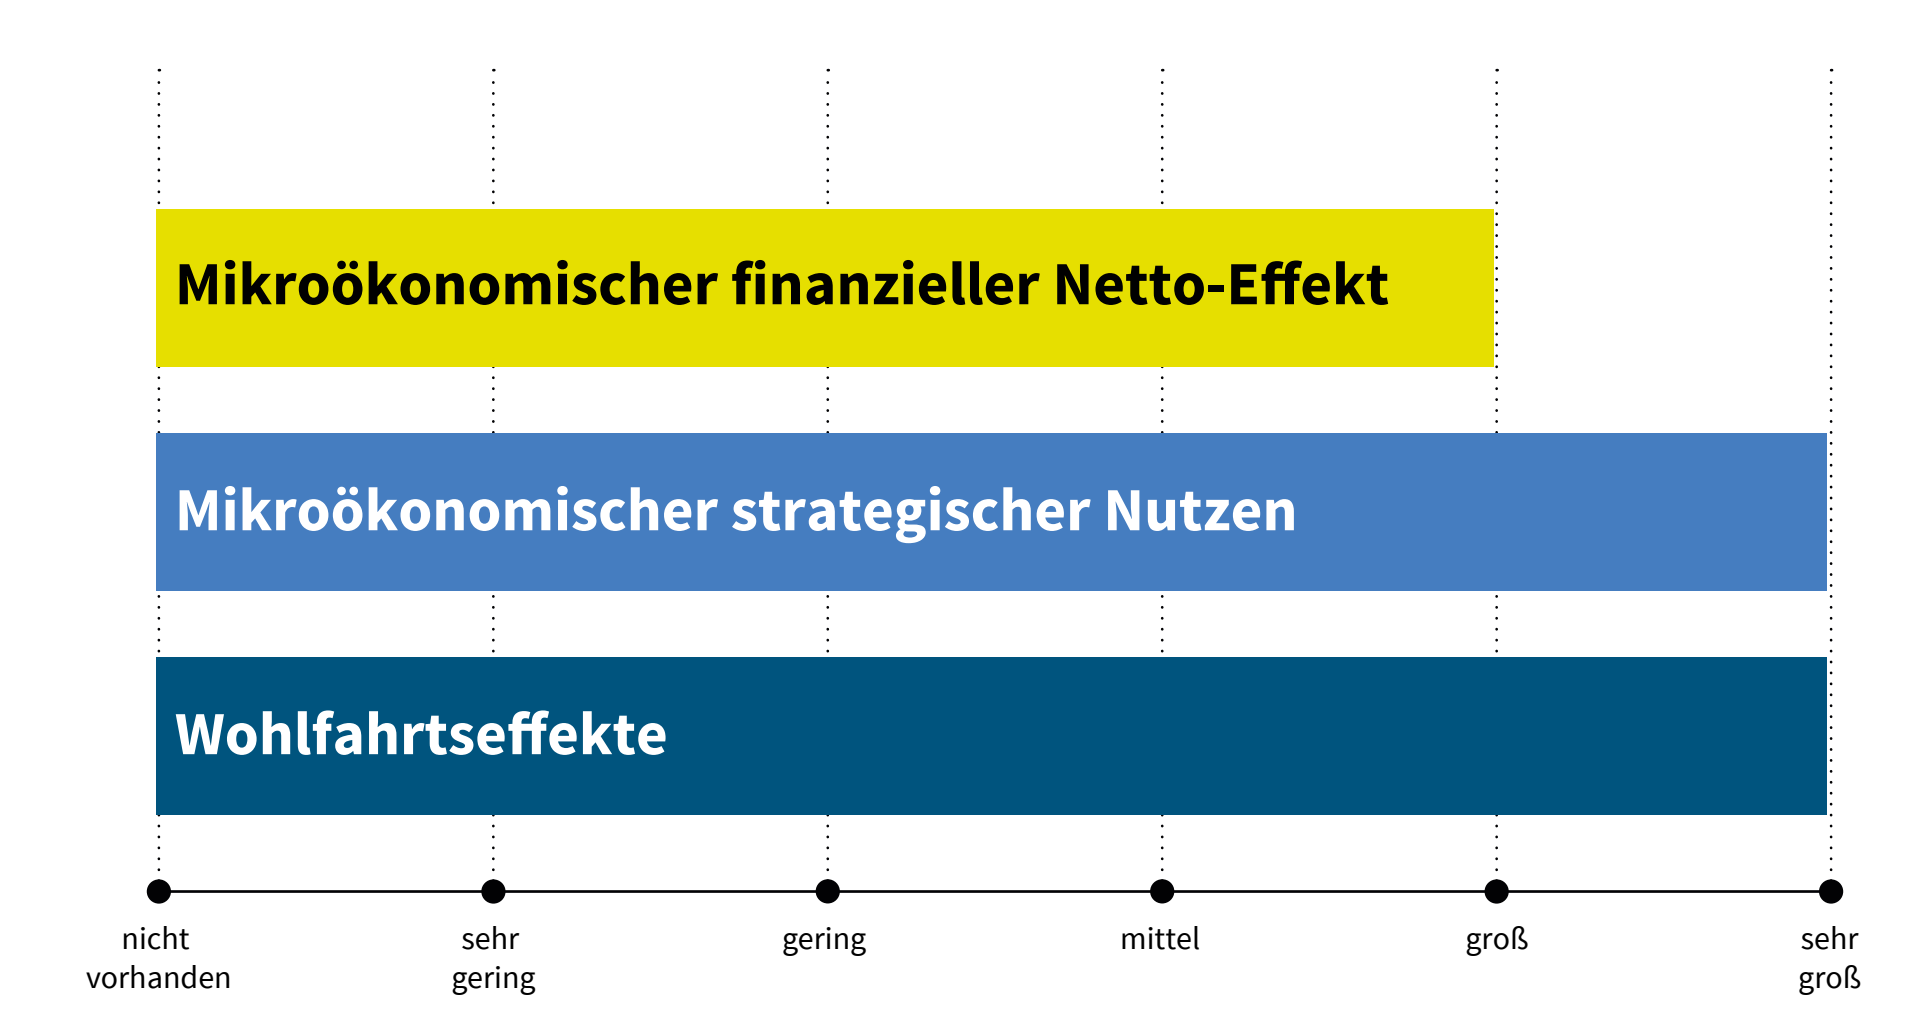 Mikroökonomischer finanzieller Netto-Effekt
Mikroökonomischer strategischer Nutzen
Wohlfahrtseffekte
nicht
vorhanden
sehr
gering
gering
mittel
groß
sehr
groß